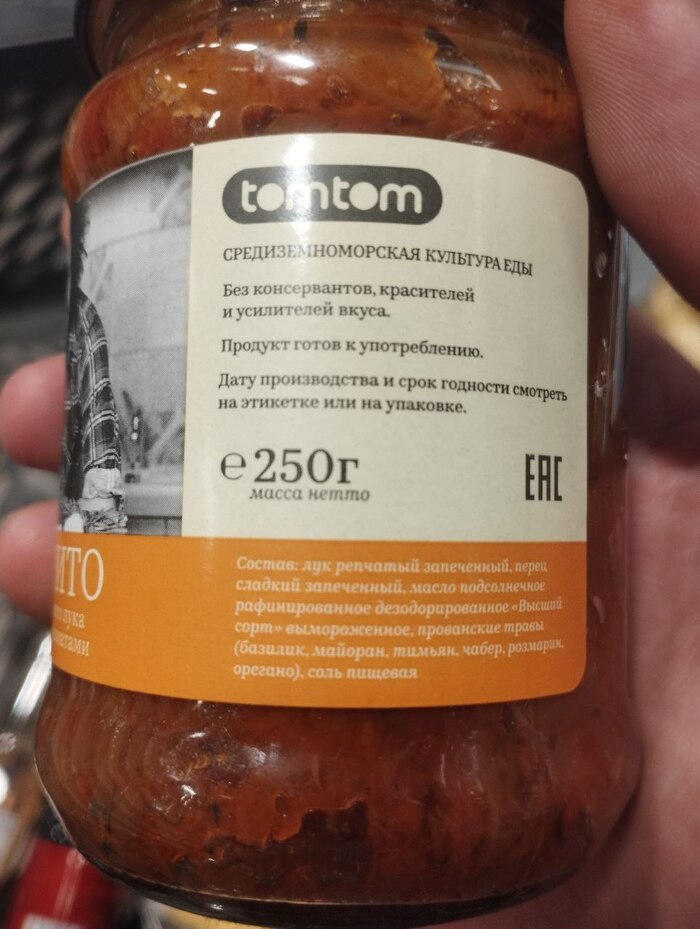 tomtom
СРЕДИЗЕМНОМОРСКАЯ КУЛЬТУРА ЕДЫ
Без консервантов, красителей
и усилителей вкуса.
Продукт готов к употреблению.
Дату производства и срок годности смотреть
на этикетке или на упаковке.
℮ 250г
масса нетто
EAC
ИТО
лука
матами
Состав: лук репчатый запеченный, перец
сладкий запеченный, масло подсолнечное
рафинированное дезодорированное «Высший
сорт» вымороженное, прованские травы
(базилик, майоран, тимьян, чабер, розмарин,
орегано), соль пищевая